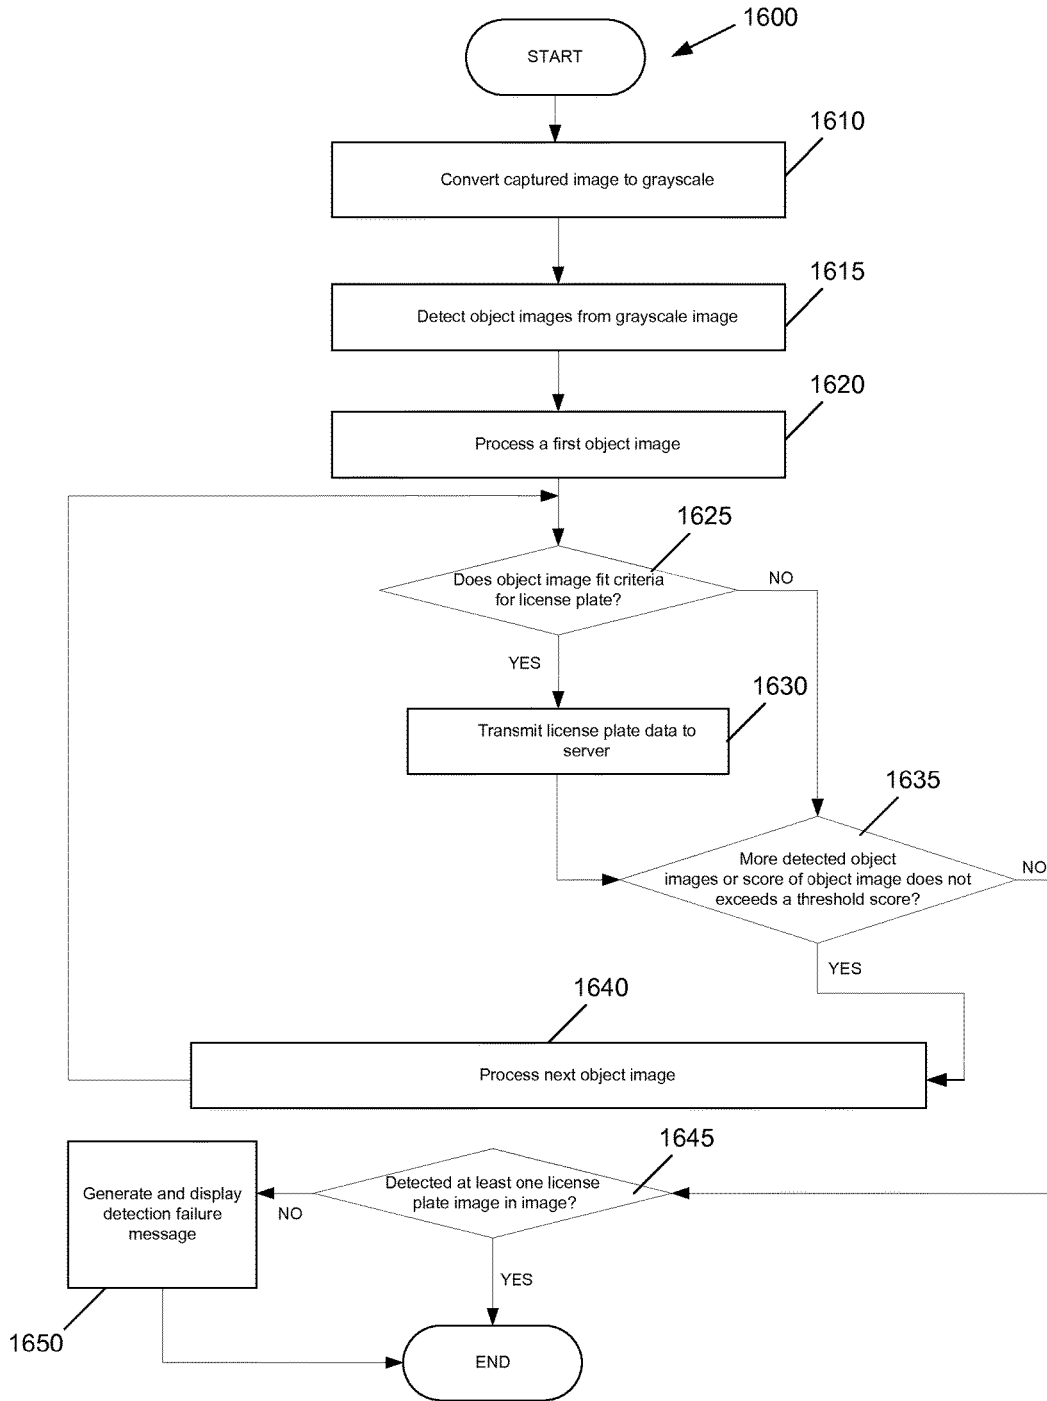 1600
START
1610
Convert captured image to grayscale
1615
Detect object images from grayscale image
1620
Process a first object image
1625
Does object image fit criteria
for license plate?
NO
YES
1630
Transmit license plate data to
server
1635
More detected object
images or score of object image does not
exceeds a threshold score?
NO
YES
1640
Process next object image
1645
Detected at least one license
plate image in image?
NO
Generate and display
detection failure
message
YES
1650
END